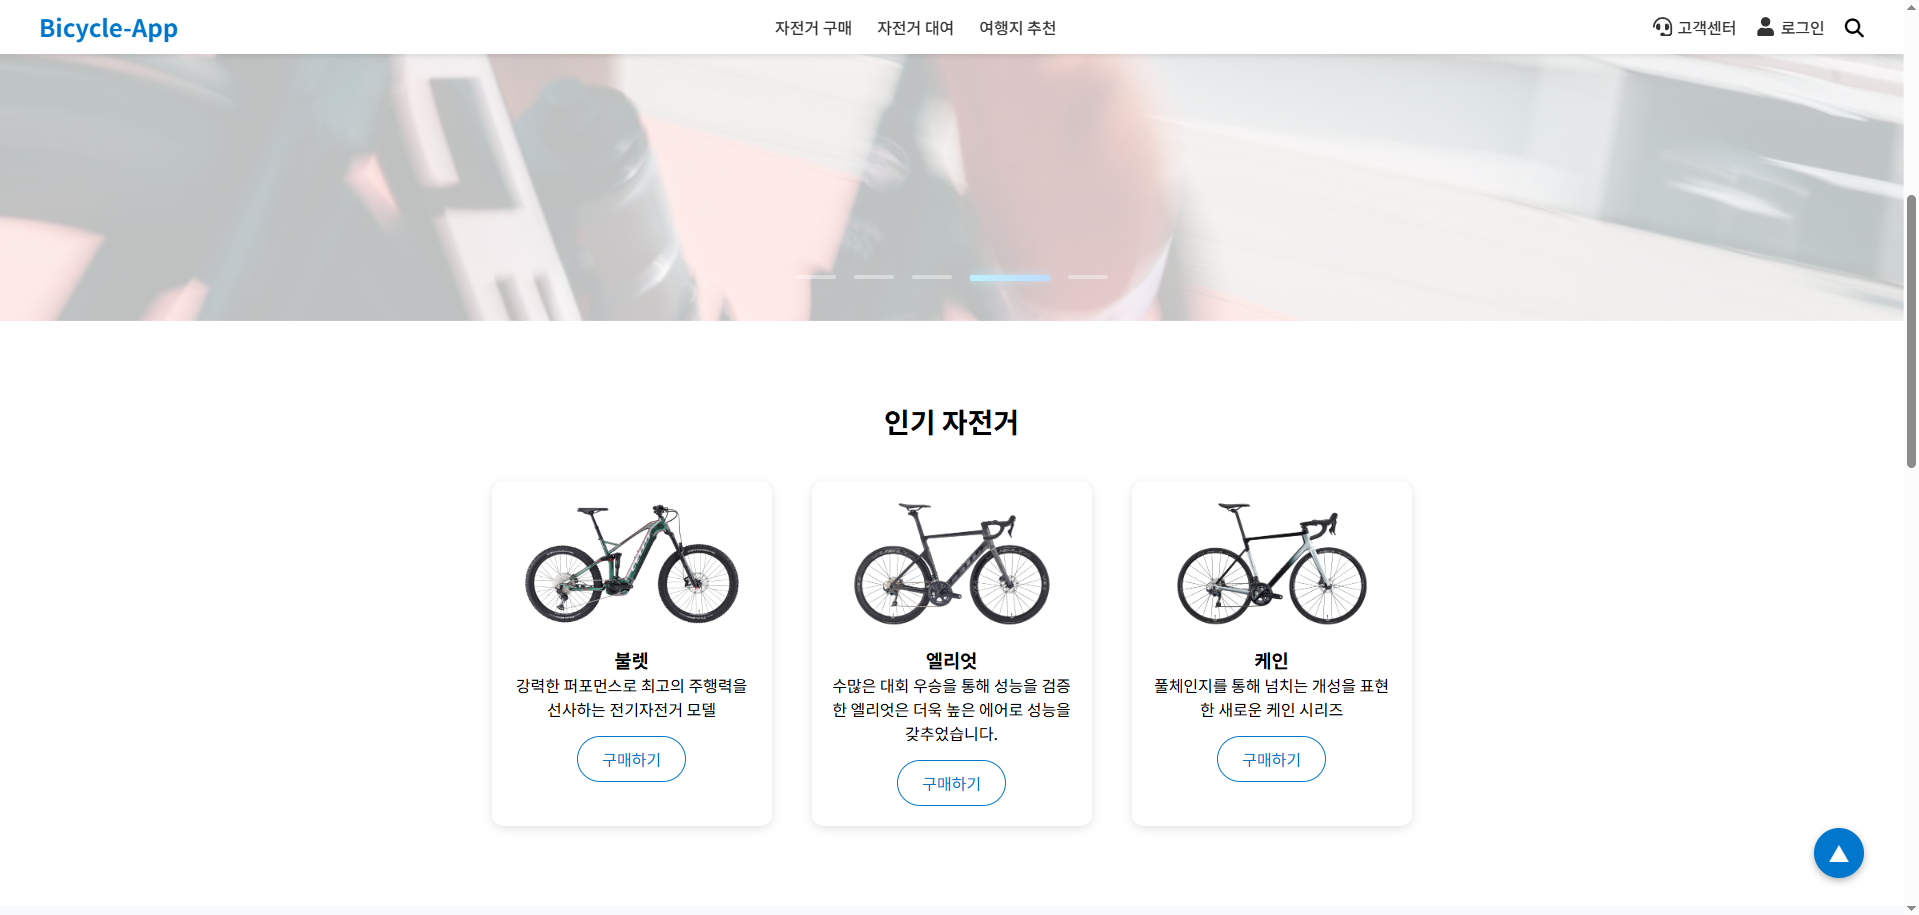 Bicycle-App
자전거 구매 자전거 대여 여행지 추천
고객센터 로그인
인기 자전거
불렛
강력한 퍼포먼스로 최고의 주행력을
선사하는 전기자전거 모델
구매하기
엘리엇
수많은 대회 우승을 통해 성능을 검증
한 엘리엇은 더욱 높은 에어로 성능을
갖추었습니다.
구매하기
케인
풀체인지를 통해 넘치는 개성을 표현
한 새로운 케인 시리즈
구매하기